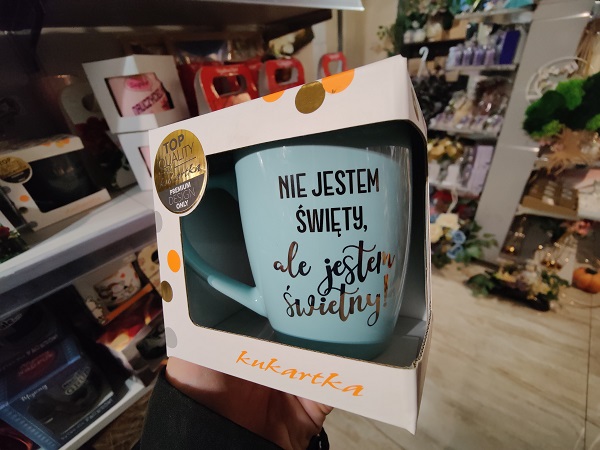 TOP
QUALITY
PREMIUM
DESIGN
ONLY
NIE JESTEM
ŚWIĘTY,
ale jestem
świetny!
kukartka